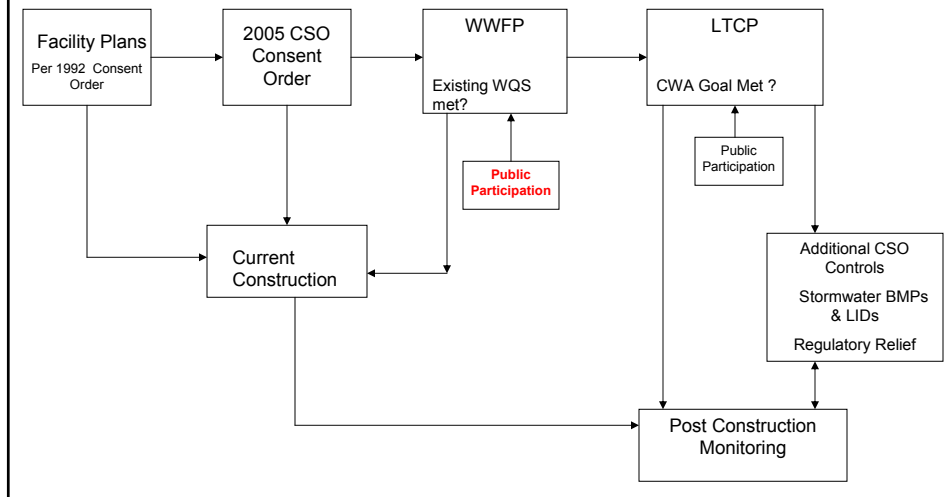 Facility Plans
Per 1992 Consent
Order
2005 CSO
Consent
Order
WWFP
Existing WQS
met?
LTCP
CWA Goal Met ?
Public
Participation
Public
Participation
Current
Construction
Additional CSO
Controls
Stormwater BMPs
& LIDs
Regulatory Relief
Post Construction
Monitoring